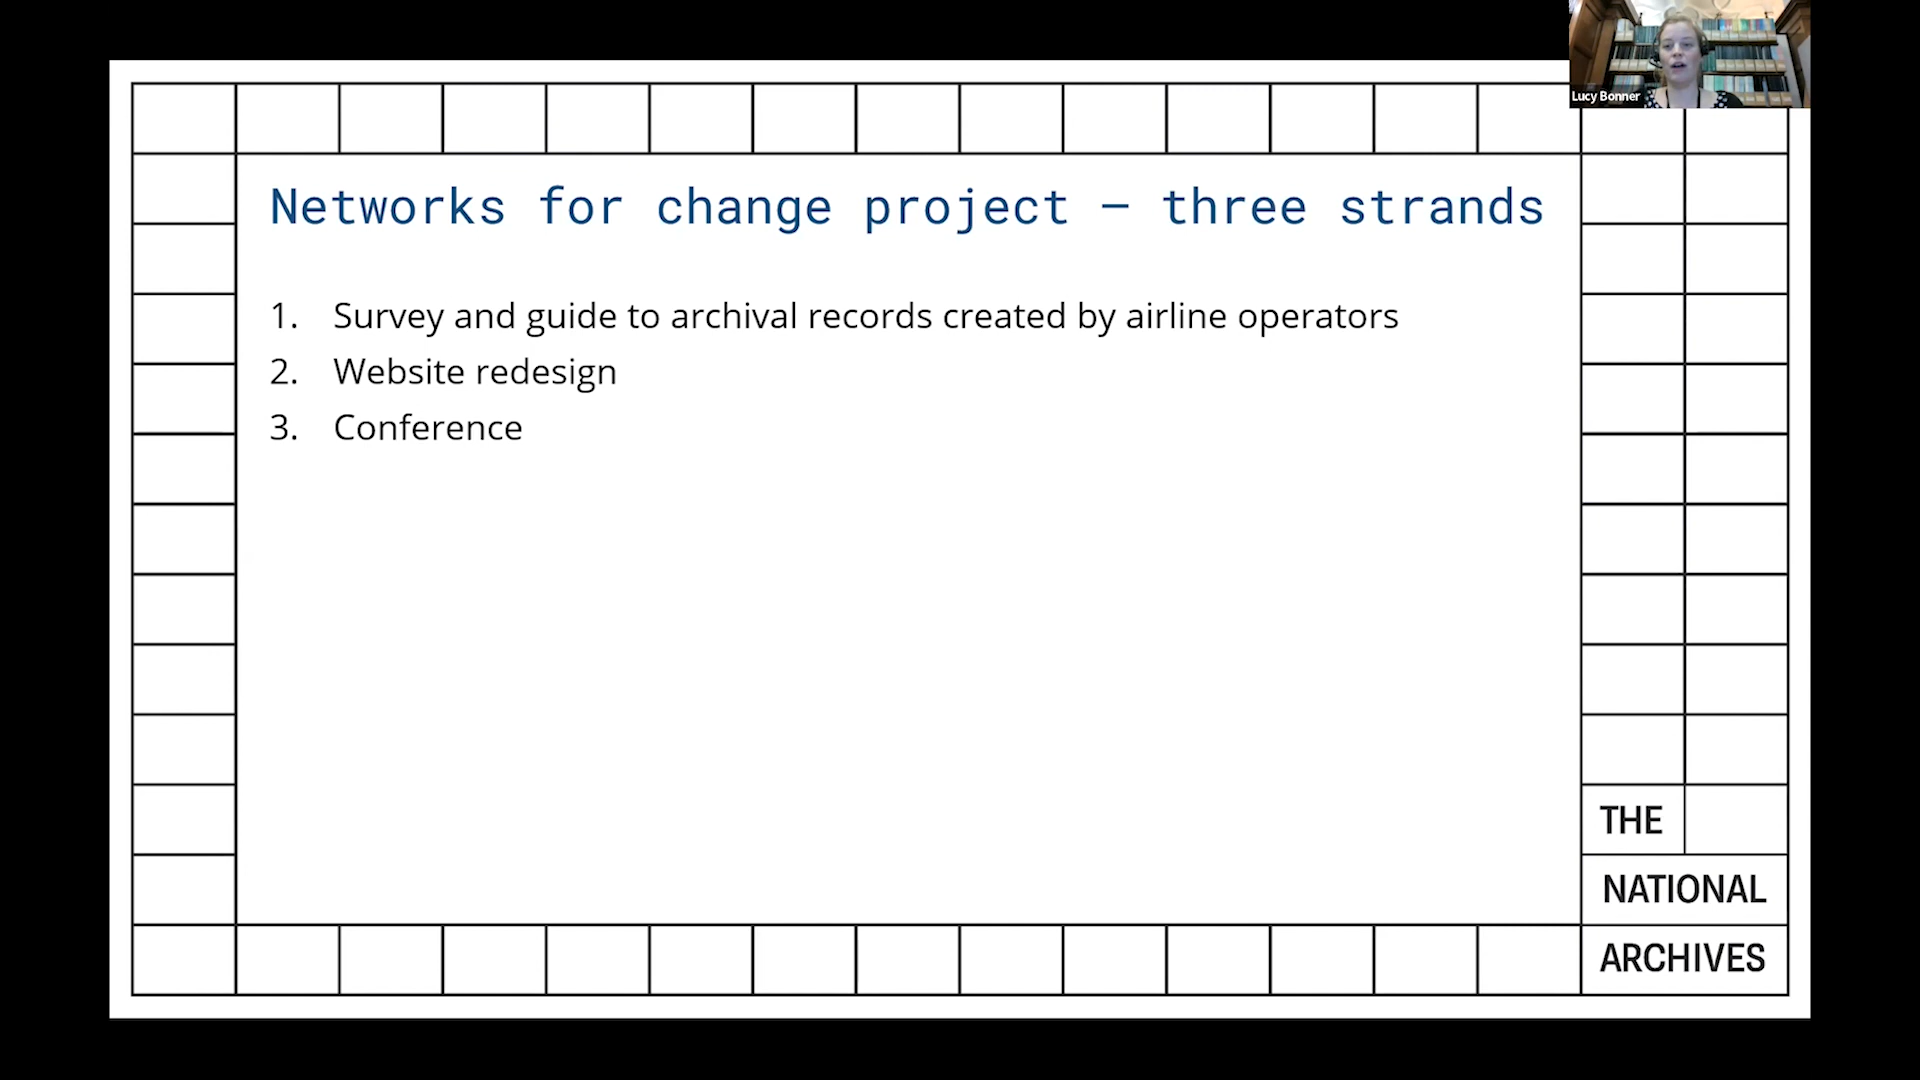 Lucy Bonner
Networks for change project – three strands
1. Survey and guide to archival records created by airline operators
2. Website redesign
3. Conference
THE
NATIONAL
ARCHIVES